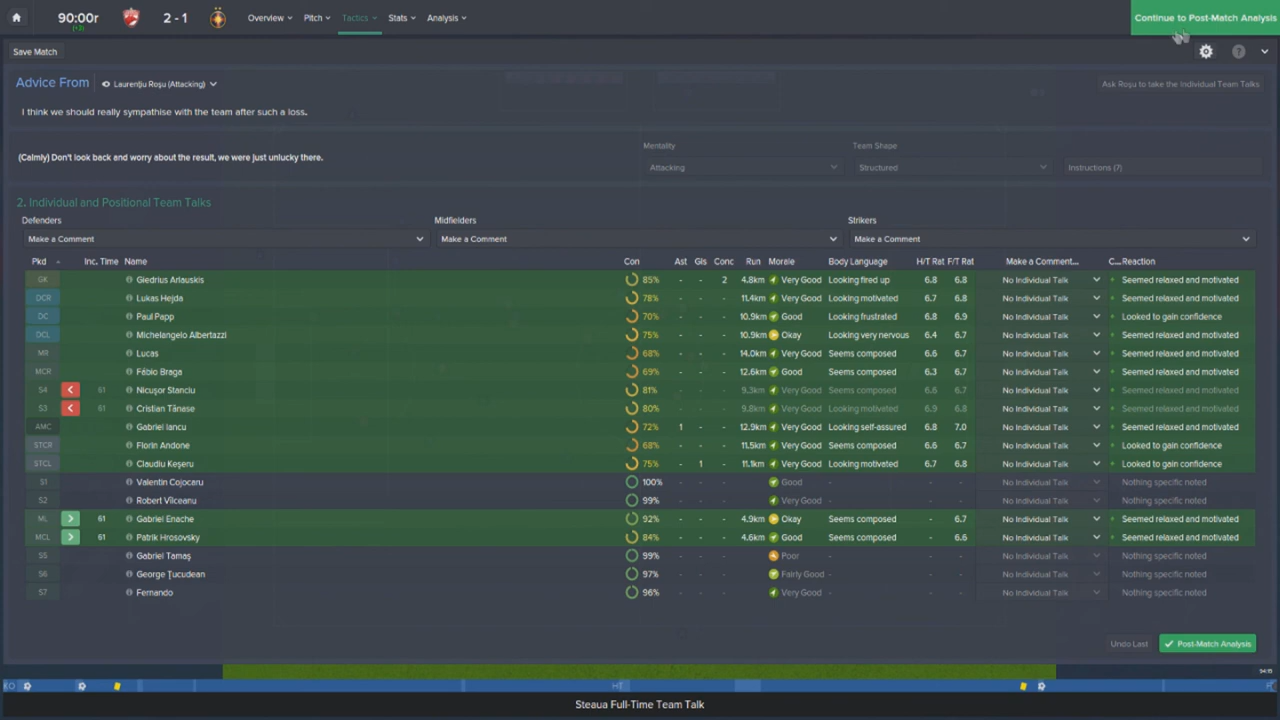 90:00r
(+3)
2 - 1
Overview
Pitch
Tactics
Stats
Analysis
Continue to Post-Match Analysis
Save Match
Advice From
Laurențiu Roșu (Attacking)
Ask Roșu to take the Individual Team Talks
I think we should really sympathise with the team after such a loss.
(Calmly) Don't look back and worry about the result, we were just unlucky there.
Mentality
Team Shape
Attacking
Structured
Instructions (7)
2. Individual and Positional Team Talks
Defenders
Midfielders
Strikers
Make a Comment
Make a Comment
Make a Comment
Pkd Inc. Time Name Con Ast Gls Conc Run Morale Body Language H/T Rat F/T Rat Make a Comment... C... Reaction
GK Giedrius Arlauskis 85% - - 2 4.8km Very Good Looking fired up 6.8 6.8 No Individual Talk Seemed relaxed and motivated
DCR Lukas Hejda 78% - - - 11.4km Very Good Looking motivated 6.7 6.8 No Individual Talk Seemed relaxed and motivated
DC Paul Papp 70% - - - 10.9km Good Looking frustrated 6.8 6.9 No Individual Talk Looked to gain confidence
DCL Michelangelo Albertazzi 75% - - - 10.9km Okay Looking very nervous 6.4 6.7 No Individual Talk Seemed relaxed and motivated
MR Lucas 68% - - - 14.0km Very Good Seems composed 6.6 6.7 No Individual Talk Seemed relaxed and motivated
MCR Fábio Braga 69% - - - 12.6km Good Seems composed 6.3 6.7 No Individual Talk Seemed relaxed and motivated
S4 61 Nicușor Stanciu 81% - - - 9.3km Very Good Seems composed 6.6 6.7 No Individual Talk Seemed relaxed and motivated
S3 61 Cristian Tănase 80% - - - 9.8km Very Good Looking motivated 6.9 6.8 No Individual Talk Seemed relaxed and motivated
AMC Gabriel Iancu 72% 1 - - 12.9km Very Good Looking self-assured 6.8 7.0 No Individual Talk Seemed relaxed and motivated
STCR Florin Andone 68% - - - 11.5km Very Good Seems composed 6.6 6.7 No Individual Talk Looked to gain confidence
STCL Claudiu Keșeru 75% - 1 - 11.1km Very Good Looking motivated 6.7 6.8 No Individual Talk Looked to gain confidence
S1 Valentin Cojocaru 100% - - - Good - - - No Individual Talk Nothing specific noted
S2 Robert Vîlceanu 99% - - - Very Good - - - No Individual Talk Nothing specific noted
ML 61 Gabriel Enache 92% - - - 4.9km Okay Seems composed - 6.7 No Individual Talk Seemed relaxed and motivated
MCL 61 Patrik Hrosovsky 84% - - - 4.6km Good Seems composed - 6.6 No Individual Talk Seemed relaxed and motivated
S5 Gabriel Tamaș 99% - - - Poor - - - No Individual Talk Nothing specific noted
S6 George Țucudean 97% - - - Fairly Good - - - No Individual Talk Nothing specific noted
S7 Fernando 96% - - - Very Good - - - No Individual Talk Nothing specific noted
Undo Last
Post-Match Analysis
94:15
KO
HT
Steaua Full-Time Team Talk